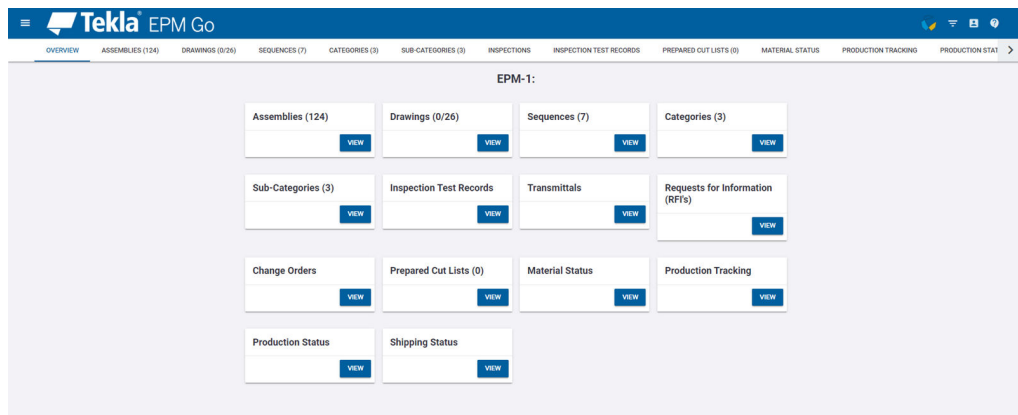 Tekla EPM Go
OVERVIEW ASSEMBLIES (124) DRAWINGS (0/26) SEQUENCES (7) CATEGORIES (3) SUB-CATEGORIES (3) INSPECTIONS INSPECTION TEST RECORDS PREPARED CUT LISTS (0) MATERIAL STATUS PRODUCTION TRACKING PRODUCTION STAT
EPM-1:
Assemblies (124) Drawings (0/26) Sequences (7) Categories (3)
VIEW VIEW VIEW VIEW
Sub-Categories (3) Inspection Test Records Transmittals Requests for Information
(RFI's)
VIEW VIEW VIEW VIEW
Change Orders Prepared Cut Lists (0) Material Status Production Tracking
VIEW VIEW VIEW VIEW
Production Status Shipping Status
VIEW VIEW